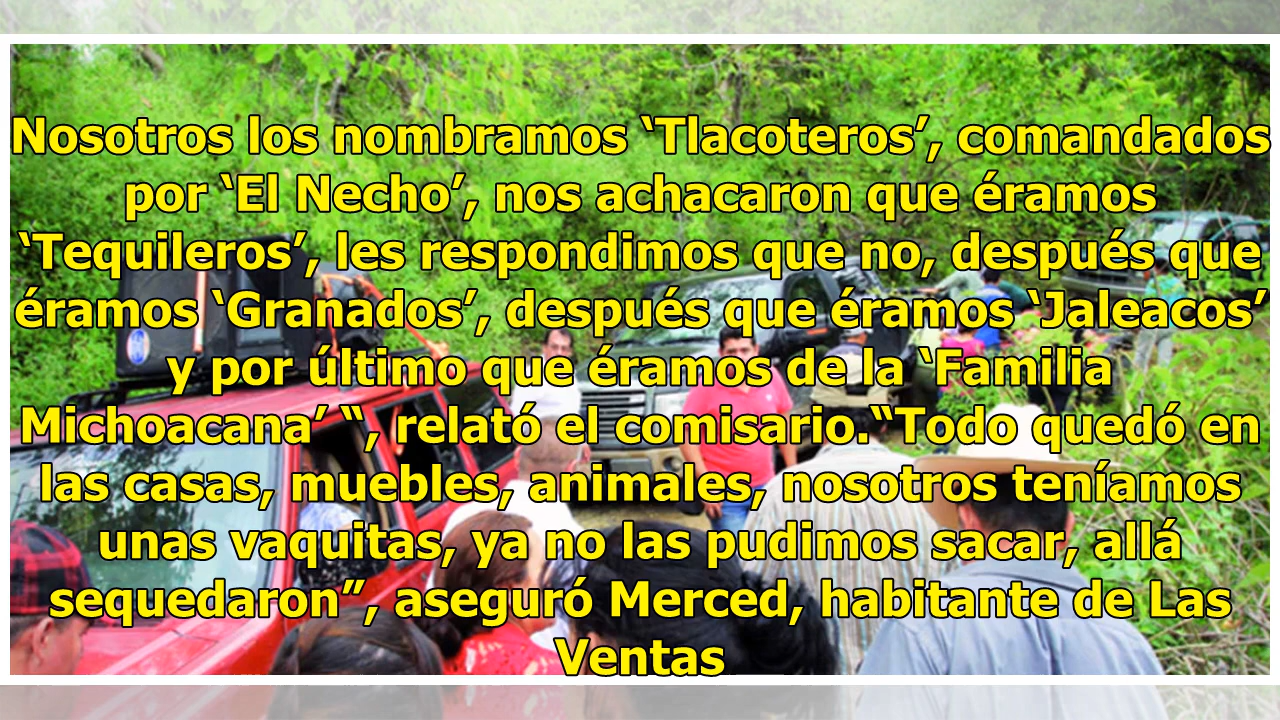 Nosotros los nombramos ‘Tlacoteros’, comandados
por ‘El Necho’, nos achacaron que éramos
‘Tequileros’, les respondimos que no, después que
éramos ‘Granados’, después que éramos ‘Jaleacos’
y por último que éramos de la ‘Familia
Michoacana’ “, relató el comisario.“Todo quedó en
las casas, muebles, animales, nosotros teníamos
unas vaquitas, ya no las pudimos sacar, allá
sequedaron”, aseguró Merced, habitante de Las
Ventas